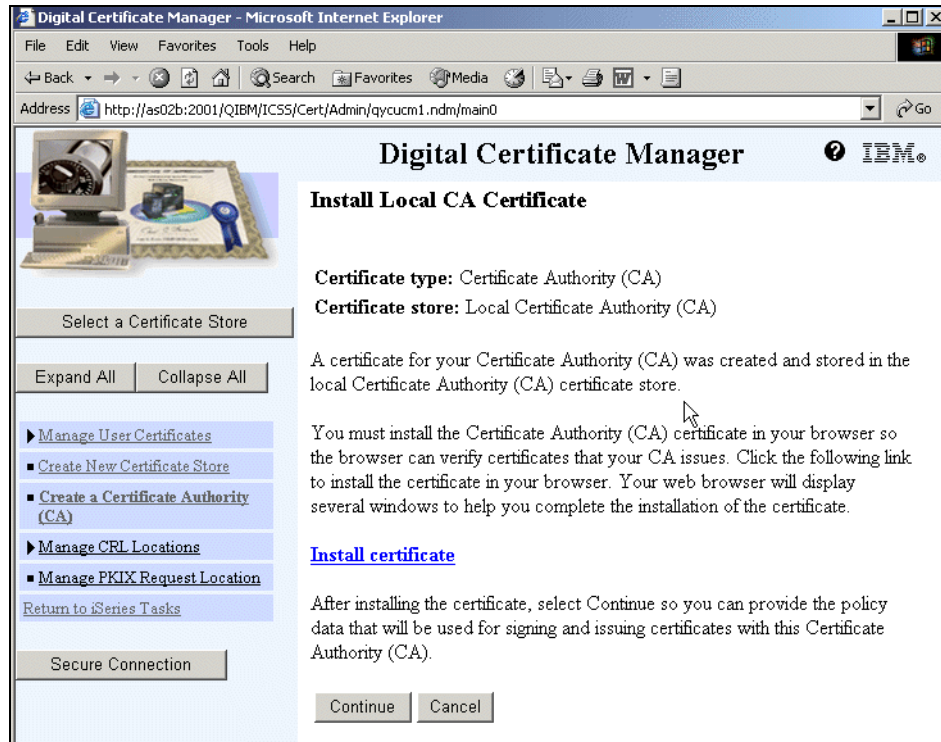 Digital Certificate Manager - Microsoft Internet Explorer
File Edit View Favorites Tools Help
Back Search Favorites Media
Address http://as02b:2001/QIBM/ICSS/Cert/Admin/qycucm1.ndm/main0 Go
Digital Certificate Manager ? IBM®
Select a Certificate Store
Expand All Collapse All
Manage User Certificates
Create New Certificate Store
Create a Certificate Authority
(CA)
Manage CRL Locations
Manage PKIX Request Location
Return to iSeries Tasks
Secure Connection
Install Local CA Certificate
Certificate type: Certificate Authority (CA)
Certificate store: Local Certificate Authority (CA)
A certificate for your Certificate Authority (CA) was created and stored in the
local Certificate Authority (CA) certificate store.
You must install the Certificate Authority (CA) certificate in your browser so
the browser can verify certificates that your CA issues. Click the following link
to install the certificate in your browser. Your web browser will display
several windows to help you complete the installation of the certificate.
Install certificate
After installing the certificate, select Continue so you can provide the policy
data that will be used for signing and issuing certificates with this Certificate
Authority (CA).
Continue Cancel